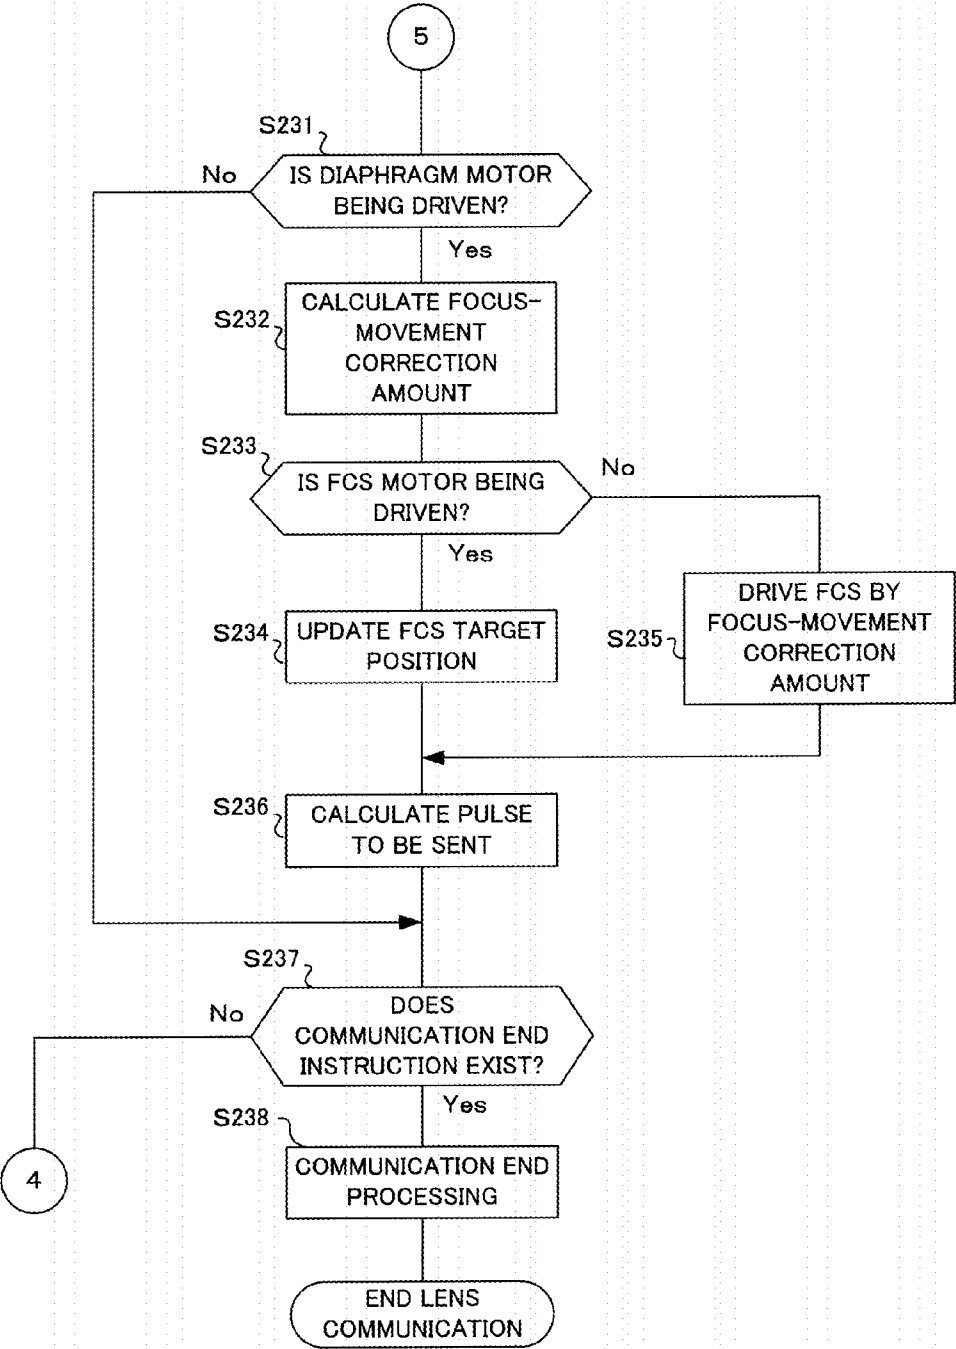 5
S231
No
IS DIAPHRAGM MOTOR
BEING DRIVEN?
Yes
S232
CALCULATE FOCUS-
MOVEMENT
CORRECTION
AMOUNT
S233
IS FCS MOTOR BEING
DRIVEN?
No
Yes
S234
UPDATE FCS TARGET
POSITION
S235
DRIVE FCS BY
FOCUS-MOVEMENT
CORRECTION
AMOUNT
S236
CALCULATE PULSE
TO BE SENT
S237
No
DOES
COMMUNICATION END
INSTRUCTION EXIST?
Yes
S238
COMMUNICATION END
PROCESSING
4
END LENS
COMMUNICATION